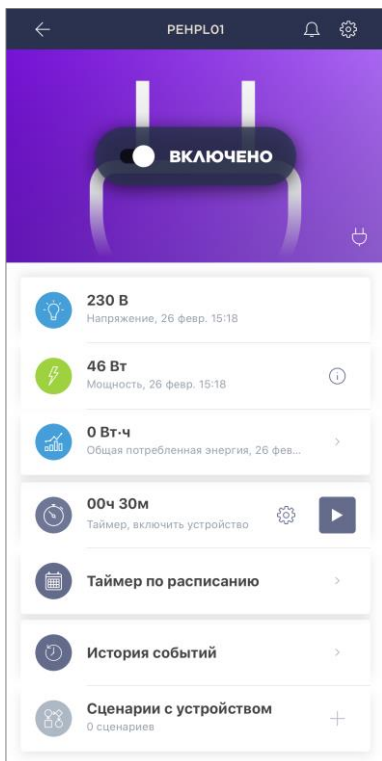 PEHPL01
ВКЛЮЧЕНО
230 В
Напряжение, 26 февр. 15:18
46 Вт
Мощность, 26 февр. 15:18
0 Вт·ч
Общая потребленная энергия, 26 фев...
00ч 30м
Таймер, включить устройство
Таймер по расписанию
История событий
Сценарии с устройством
0 сценариев